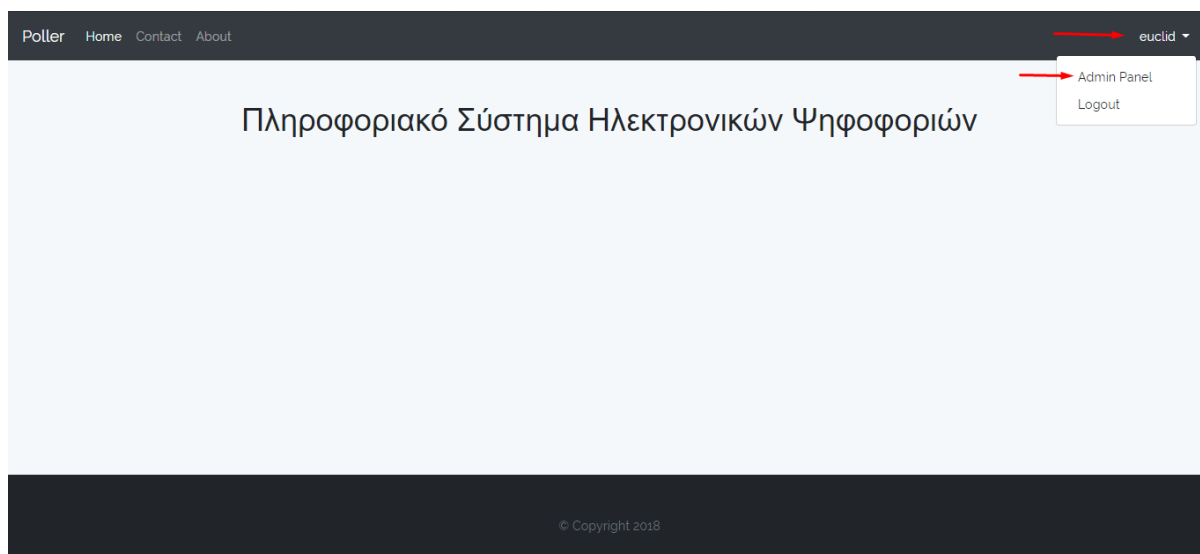 Poller Home Contact About euclid
Admin Panel
Logout
Πληροφοριακό Σύστημα Ηλεκτρονικών Ψηφοφοριών
© Copyright 2018